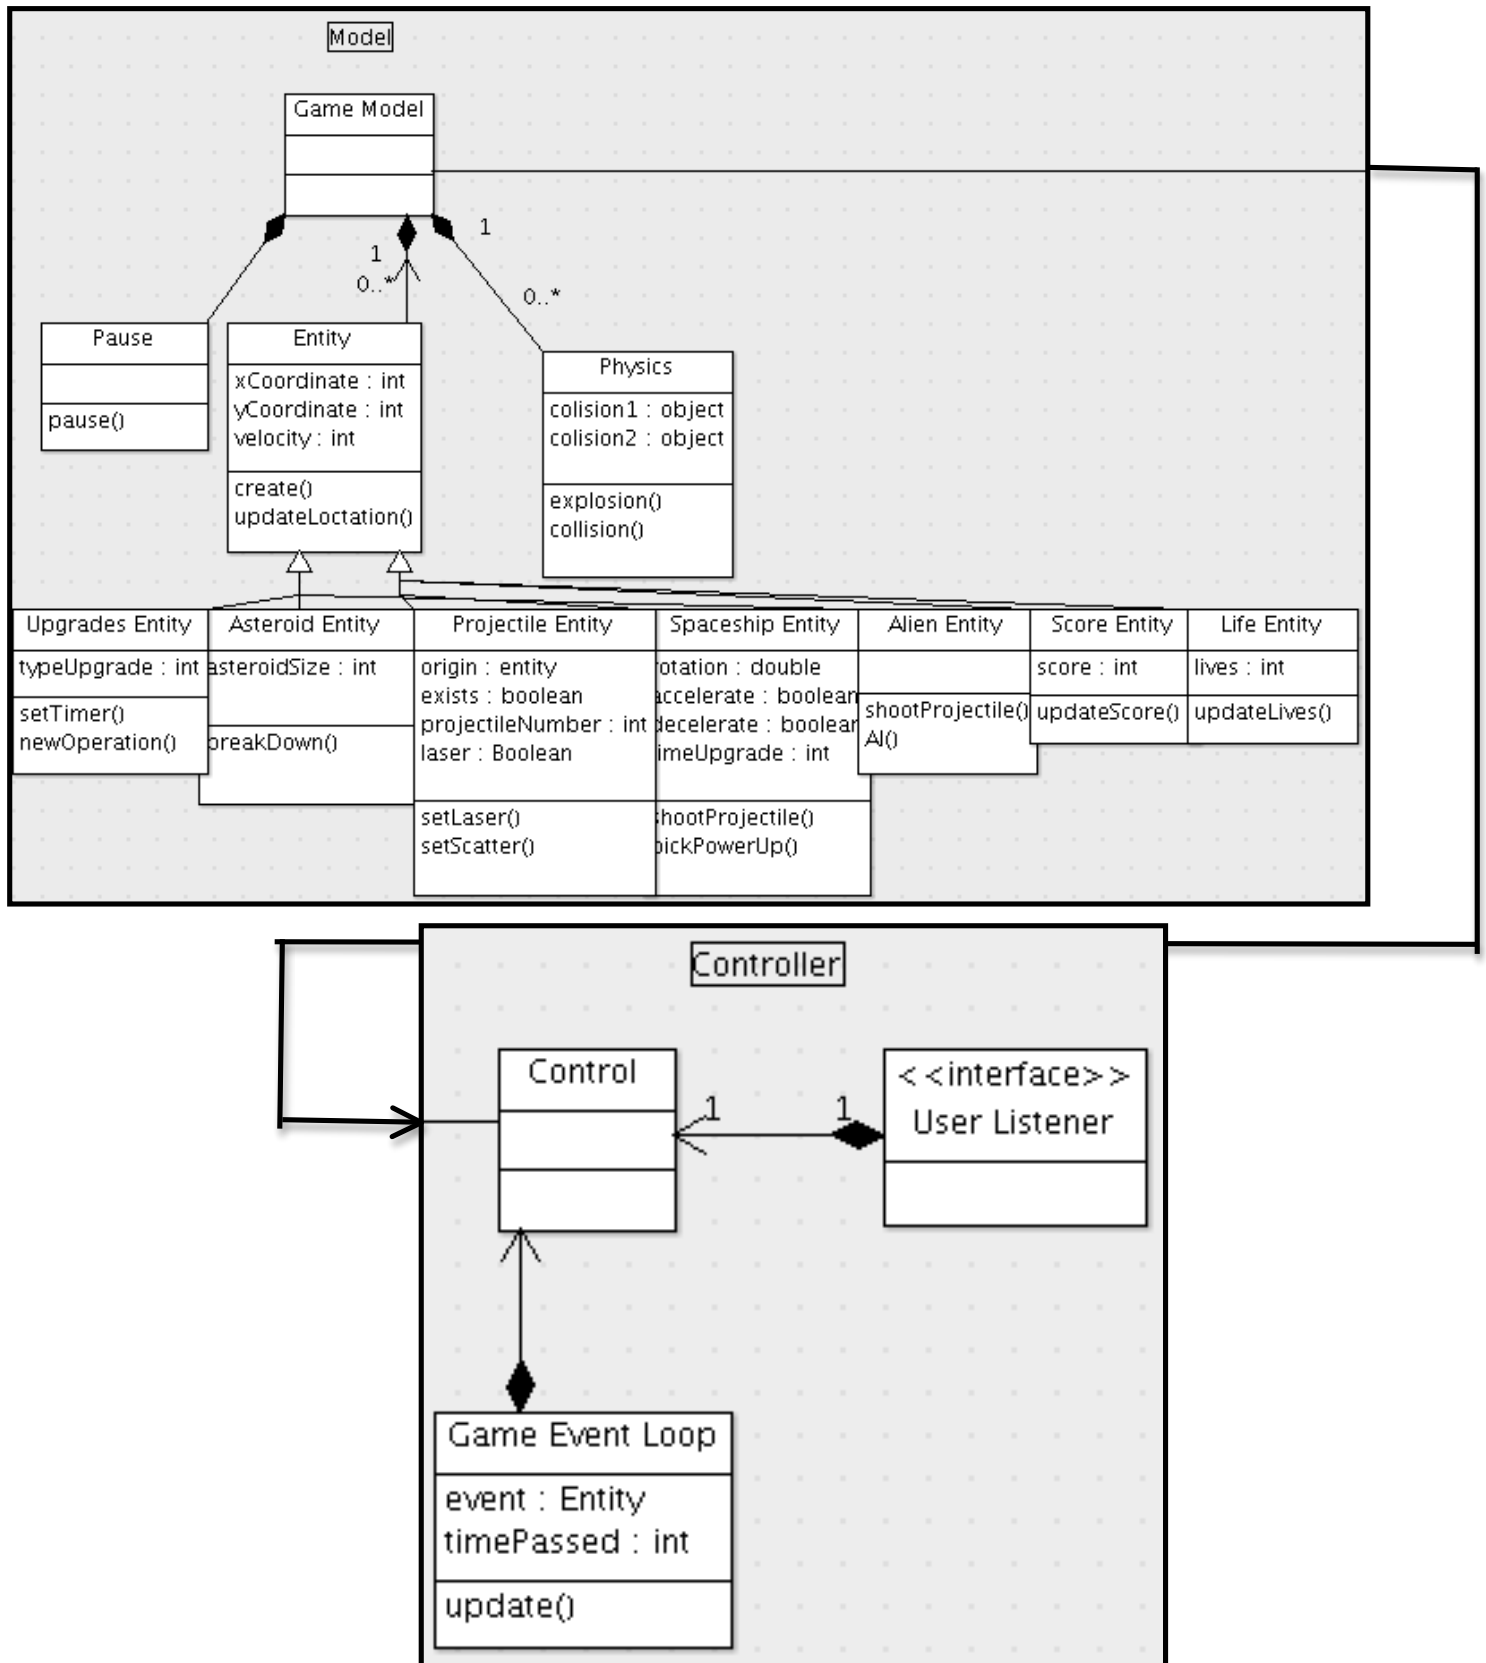 Model
Game Model
1
1
0..*
0..*
Pause
pause()
Entity
xCoordinate : int
yCoordinate : int
velocity : int
create()
updateLoctation()
Physics
colision1 : object
colision2 : object
explosion()
collision()
Upgrades Entity
typeUpgrade : int
setTimer()
newOperation()
Asteroid Entity
asteroidSize : int
breakDown()
Projectile Entity
origin : entity
exists : boolean
projectileNumber : int
laser : Boolean
setLaser()
setScatter()
Spaceship Entity
rotation : double
accelerate : boolean
decelerate : boolean
timeUpgrade : int
shootProjectile()
pickPowerUp()
Alien Entity
shootProjectile()
AI()
Score Entity
score : int
updateScore()
Life Entity
lives : int
updateLives()
Controller
Control
1
1
<<interface>>
User Listener
Game Event Loop
event : Entity
timePassed : int
update()